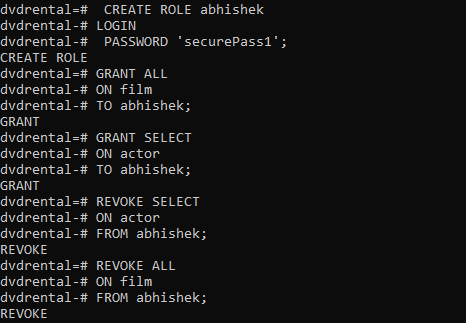 dvdrental=#  CREATE ROLE abhishek
dvdrental-# LOGIN
dvdrental-#  PASSWORD 'securePass1';
CREATE ROLE
dvdrental=# GRANT ALL
dvdrental-# ON film
dvdrental-# TO abhishek;
GRANT
dvdrental=# GRANT SELECT
dvdrental-# ON actor
dvdrental-# TO abhishek;
GRANT
dvdrental=# REVOKE SELECT
dvdrental-# ON actor
dvdrental-# FROM abhishek;
REVOKE
dvdrental=# REVOKE ALL
dvdrental-# ON film
dvdrental-# FROM abhishek;
REVOKE